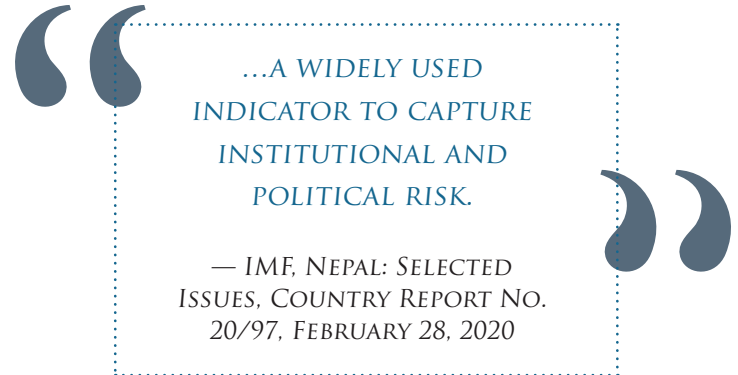 …A WIDELY USED
INDICATOR TO CAPTURE
INSTITUTIONAL AND
POLITICAL RISK.
— IMF, NEPAL: SELECTED
ISSUES, COUNTRY REPORT NO.
20/97, FEBRUARY 28, 2020